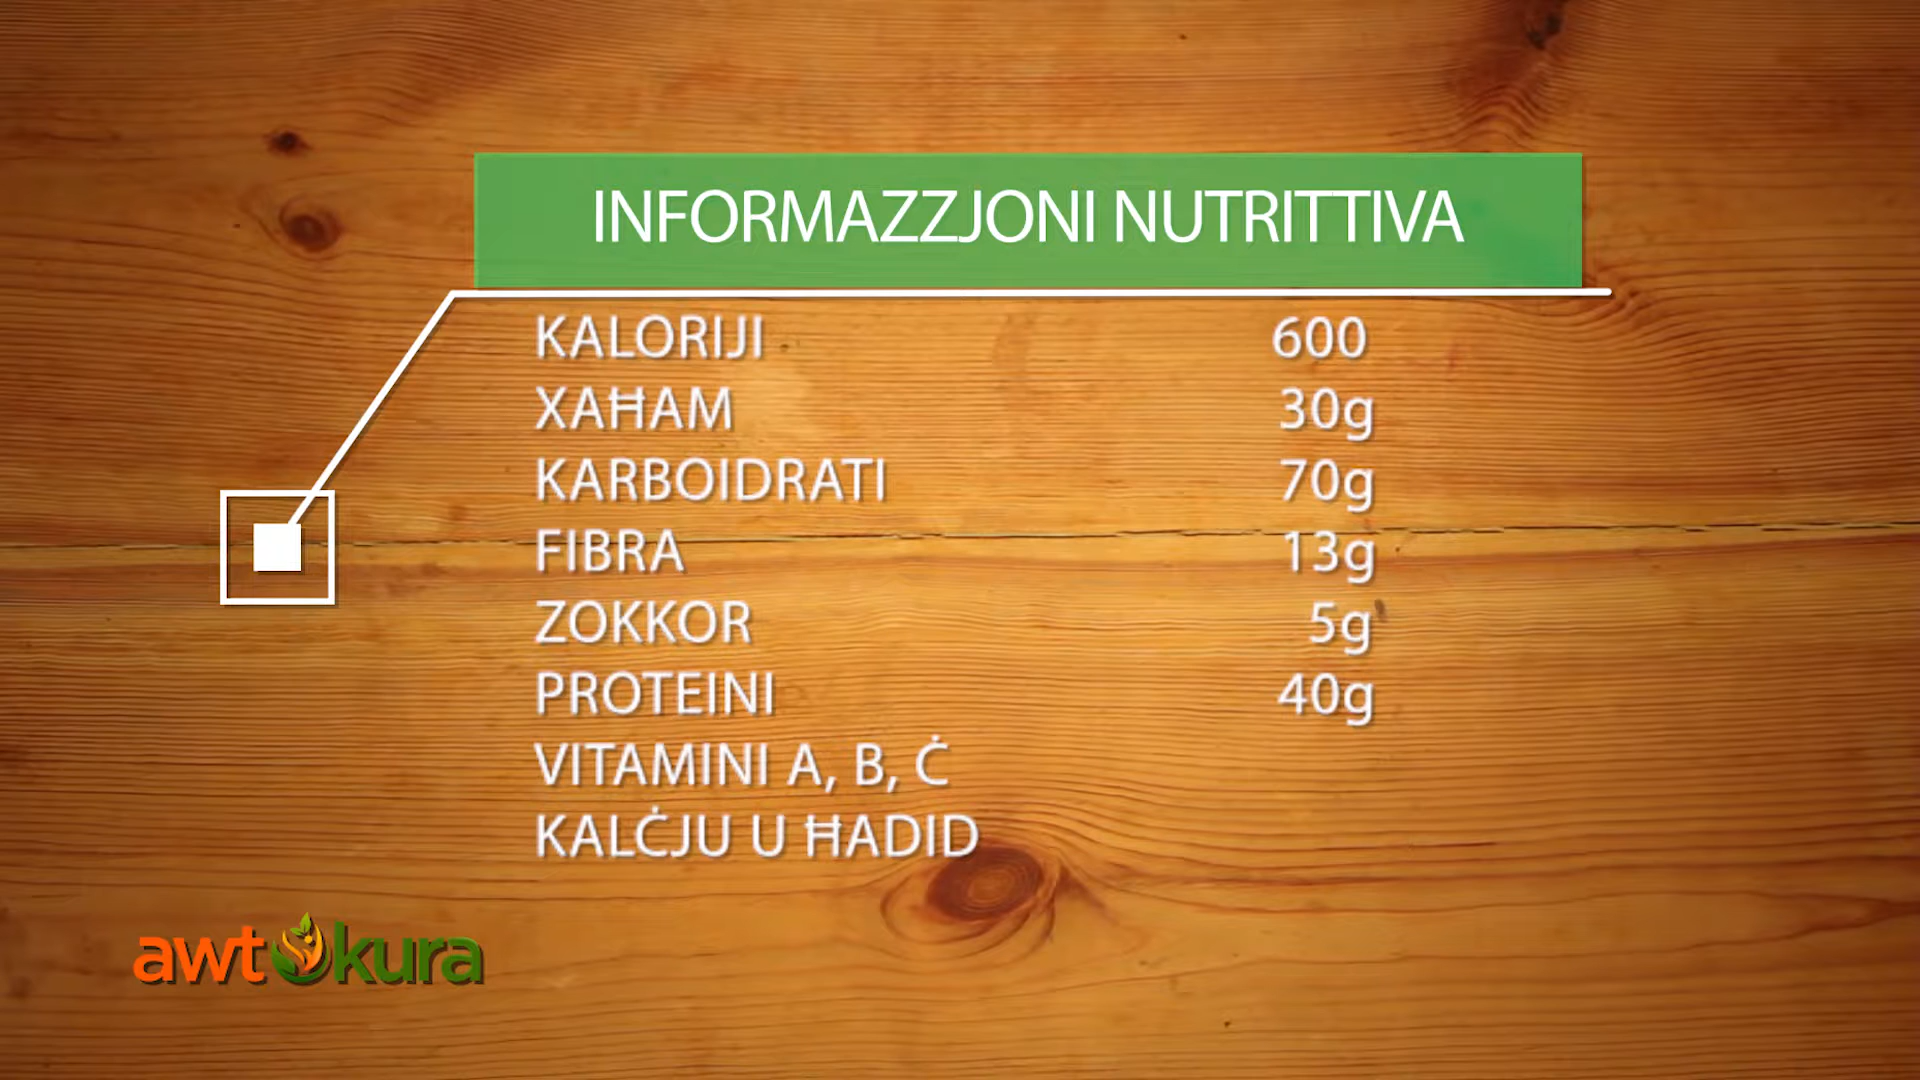 INFORMAZZJONI NUTRITTIVA
KALORIJI 600
XAĦAM 30g
KARBOIDRATI 70g
FIBRA 13g
ZOKKOR 5g
PROTEINI 40g
VITAMINI A, B, Ċ
KALĊJU U ĦADID
awtokura